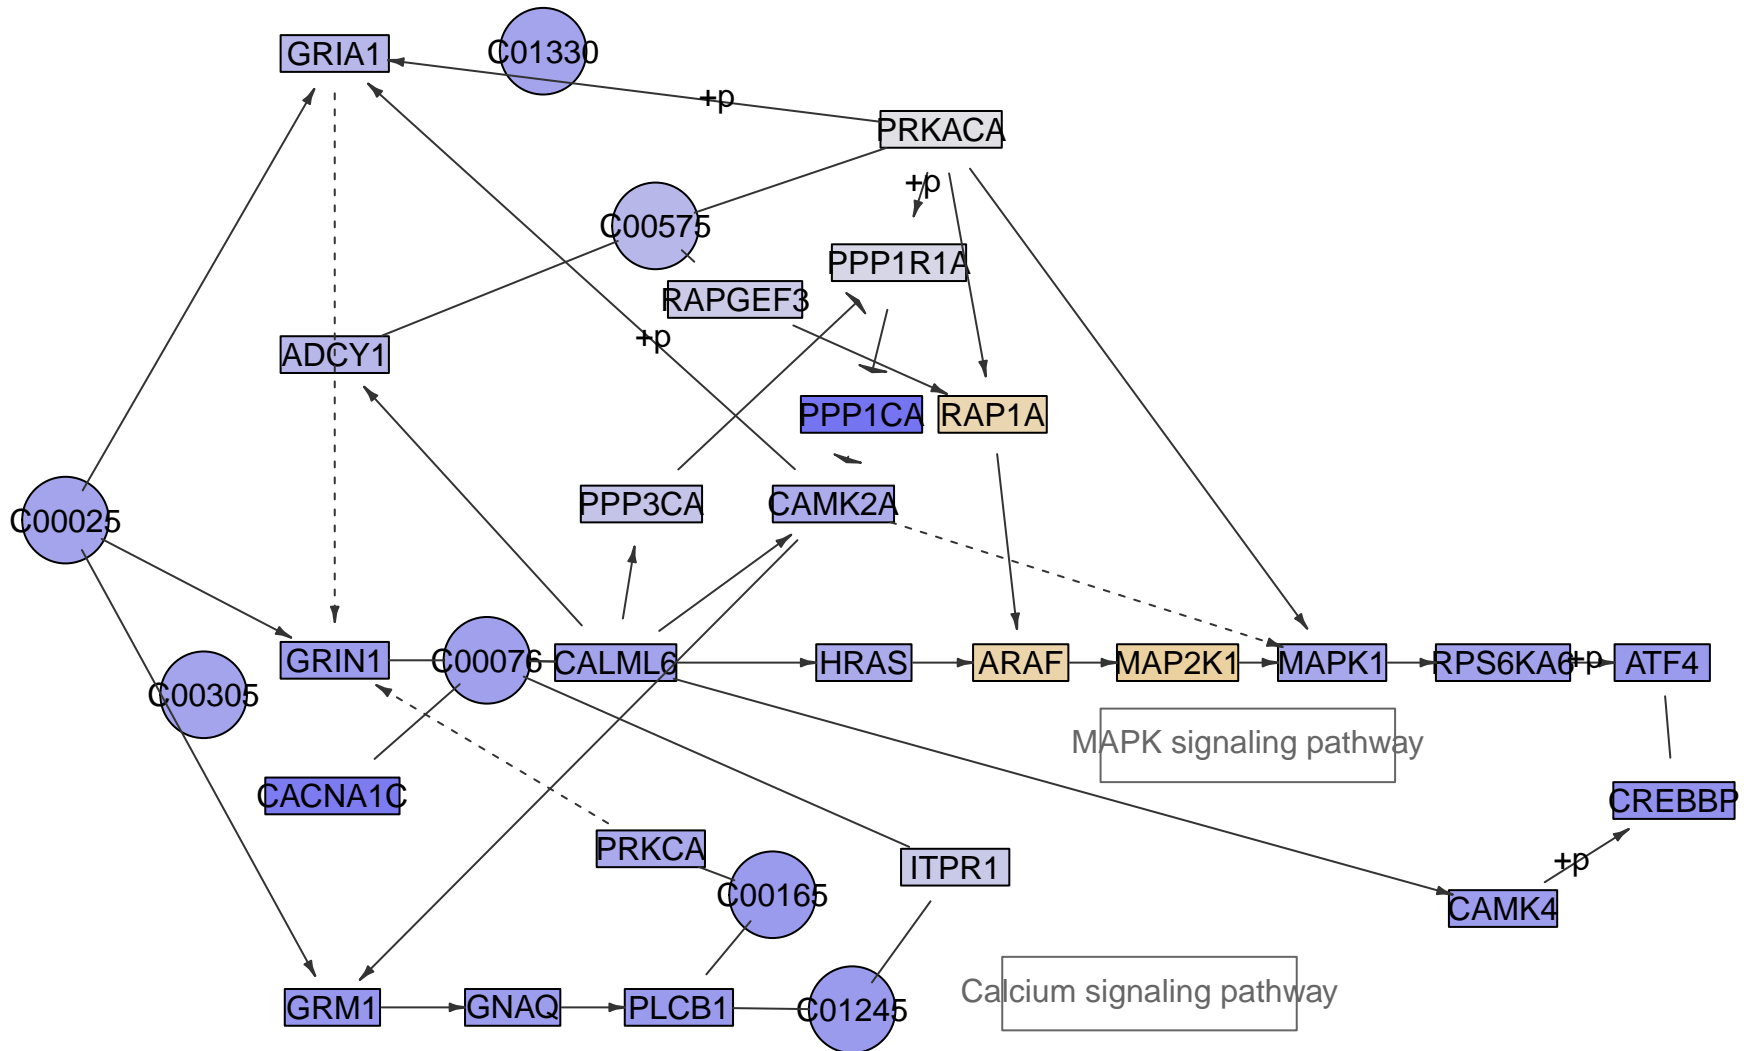 GRIA1
C01330
+p
PRKACA
+p
C00575
PPP1R1A
RAPGEF3
+p
ADCY1
PPP1CA
RAP1A
PPP3CA
CAMK2A
C00025
GRIN1
C00076
CALML6
HRAS
ARAF
MAP2K1
MAPK1
RPS6KA6
+p
ATF4
C00305
MAPK signaling pathway
CACNA1C
CREBBP
PRKCA
ITPR1
+p
C00165
CAMK4
Calcium signaling pathway
GRM1
GNAQ
PLCB1
C01245